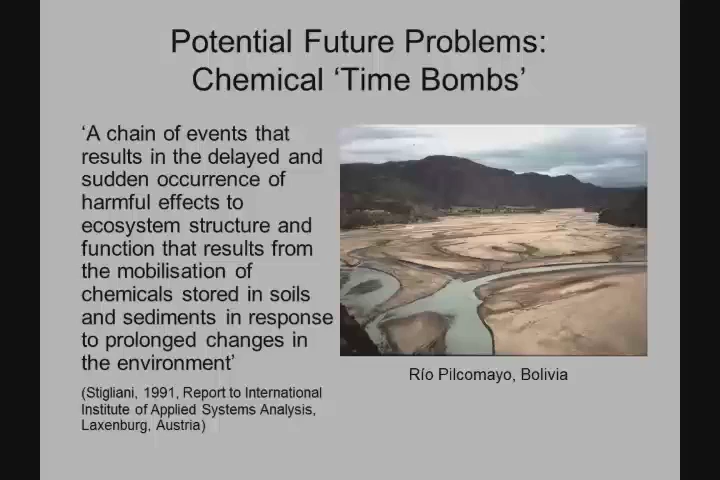 Potential Future Problems:
Chemical ‘Time Bombs’
‘A chain of events that
results in the delayed and
sudden occurrence of
harmful effects to
ecosystem structure and
function that results from
the mobilisation of
chemicals stored in soils
and sediments in response
to prolonged changes in
the environment’
(Stigliani, 1991, Report to International
Institute of Applied Systems Analysis,
Laxenburg, Austria)
Río Pilcomayo, Bolivia